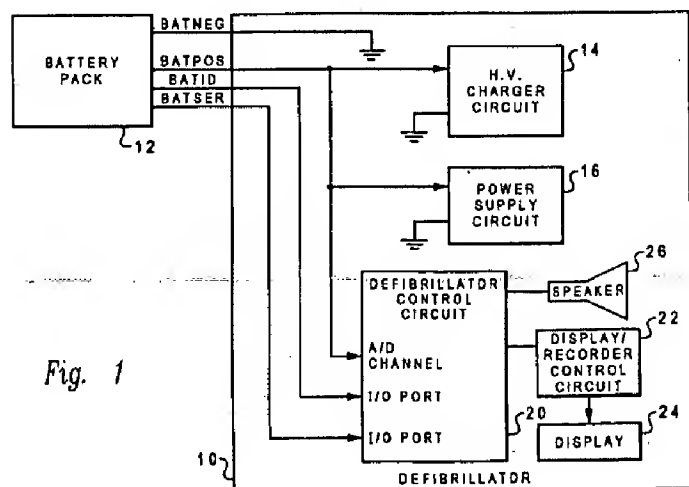 BATNEG
BATPOS
BATID
BATSER
BATTERY
PACK
12
14
H.V.
CHARGER
CIRCUIT
16
POWER
SUPPLY
CIRCUIT
26
SPEAKER
DEFIBRILLATOR
CONTROL
CIRCUIT
A/D
CHANNEL
I/O PORT
I/O PORT
22
DISPLAY/
RECORDER
CONTROL
CIRCUIT
20
24
DISPLAY
Fig. 1
10
DEFIBRILLATOR